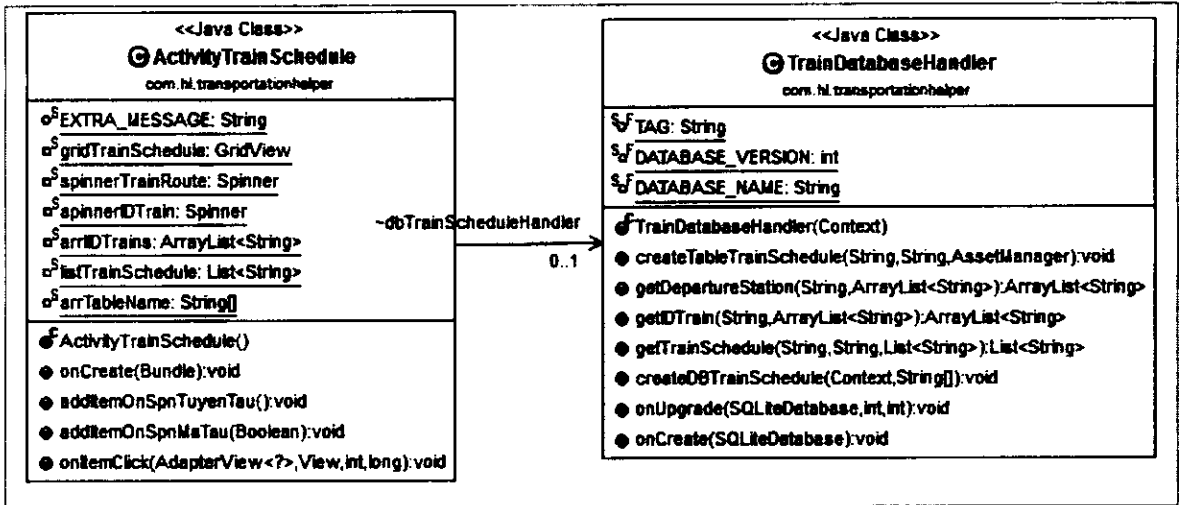 <<Java Class>>
ActivityTrainSchedule
com.hl.transportationhelper
EXTRA_MESSAGE: String
gridTrainSchedule: GridView
spinnerTrainRoute: Spinner
spinnerIDTrain: Spinner
arrIDTrains: ArrayList<String>
listTrainSchedule: List<String>
arrTableName: String[]
ActivityTrainSchedule()
onCreate(Bundle):void
addItemOnSpnTuyenTau():void
addItemOnSpnMaTau(Boolean):void
onItemClick(AdapterView<?>,View,int,long):void
~dbTrainScheduleHandler
0..1
<<Java Class>>
TrainDatabaseHandler
com.hl.transportationhelper
TAG: String
DATABASE_VERSION: int
DATABASE_NAME: String
TrainDatabaseHandler(Context)
createTableTrainSchedule(String,String,AssetManager):void
getDepartureStation(String,ArrayList<String>):ArrayList<String>
getIDTrain(String,ArrayList<String>):ArrayList<String>
getTrainSchedule(String,String,List<String>):List<String>
createDBTrainSchedule(Context,String[]):void
onUpgrade(SQLiteDatabase,int,int):void
onCreate(SQLiteDatabase):void